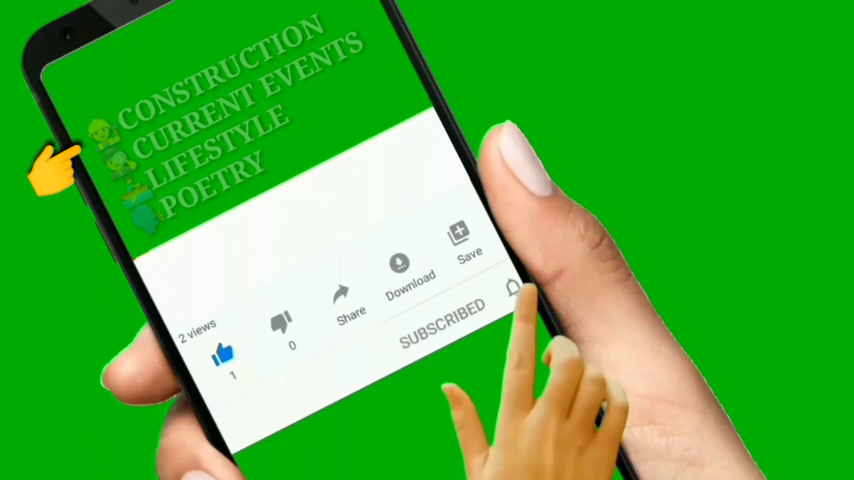 CONSTRUCTION
CURRENT EVENTS
LIFESTYLE
POETRY
2 views
1
0
Share
Download
Save
SUBSCRIBED